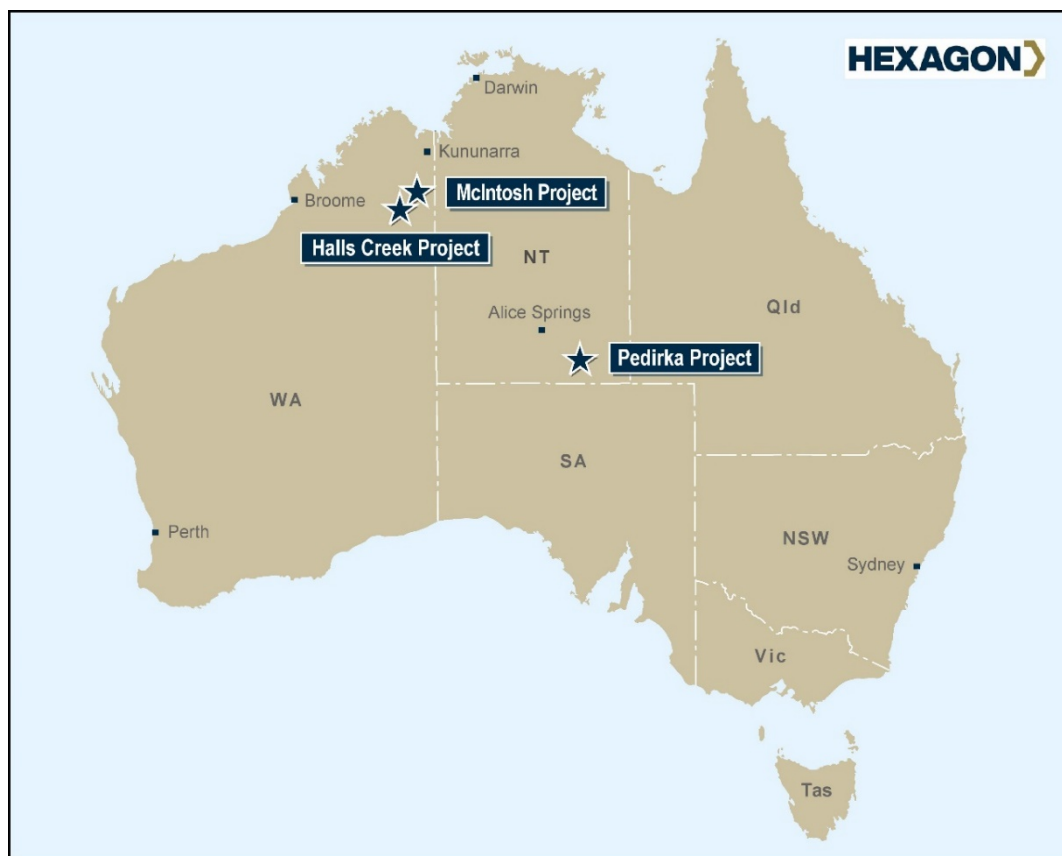 HEXAGON
Darwin
Kununarra
McIntosh Project
Broome
Halls Creek Project
NT
Qld
Alice Springs
Pedirka Project
WA
SA
NSW
Perth
Sydney
Vic
Tas